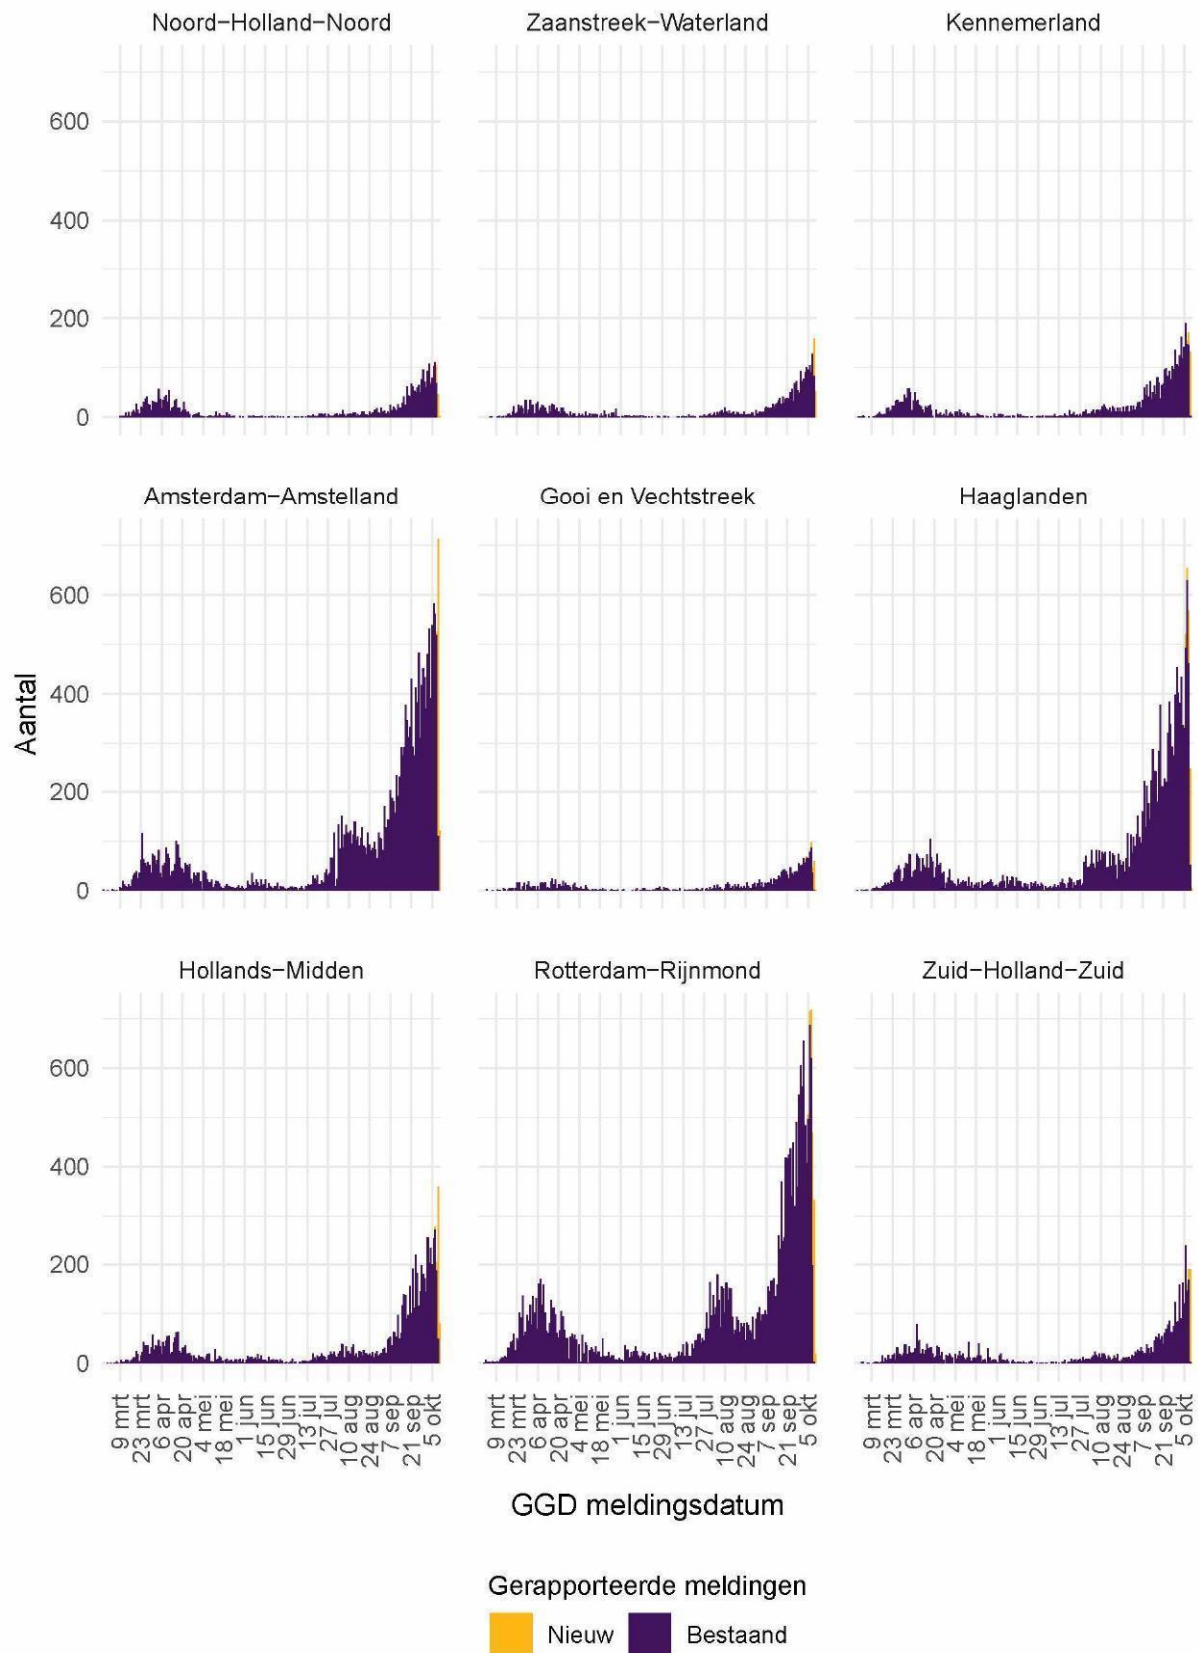 Noord-Holland-Noord Zaanstreek-Waterland Kennemerland
600
400
200
0
Amsterdam-Amstelland Gooi en Vechtstreek Haaglanden
600
400
200
0
Aantal
Hollands-Midden Rotterdam-Rijnmond Zuid-Holland-Zuid
600
400
200
0
9 mrt 23 mrt 6 apr 20 apr 4 mei 18 mei 1 jun 15 jun 29 jun 13 jul 27 jul 10 aug 24 aug 7 sep 21 sep 5 okt
9 mrt 23 mrt 6 apr 20 apr 4 mei 18 mei 1 jun 15 jun 29 jun 13 jul 27 jul 10 aug 24 aug 7 sep 21 sep 5 okt
9 mrt 23 mrt 6 apr 20 apr 4 mei 18 mei 1 jun 15 jun 29 jun 13 jul 27 jul 10 aug 24 aug 7 sep 21 sep 5 okt
GGD meldingsdatum
Gerapporteerde meldingen
Nieuw Bestaand